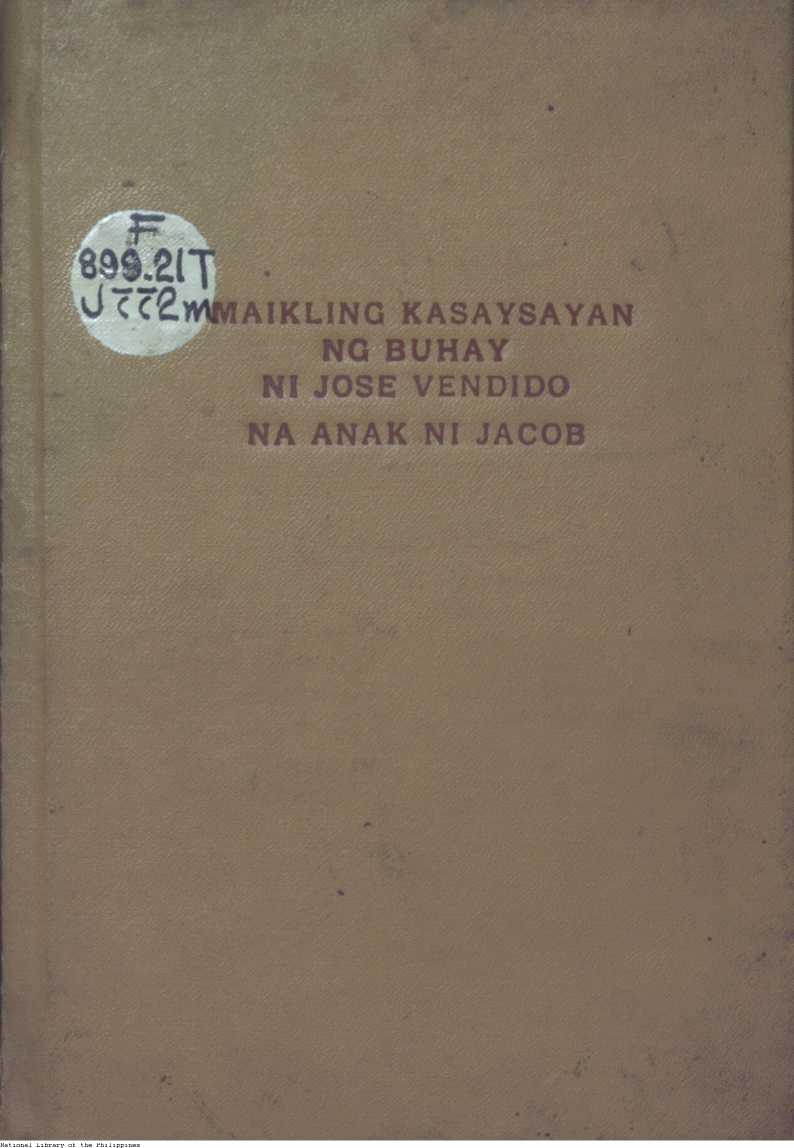 F
899.21T
J772m
MAIKLING KASAYSAYAN
NG BUHAY
NI JOSE VENDIDO
NA ANAK NI JACOB
National Library of the Philippines